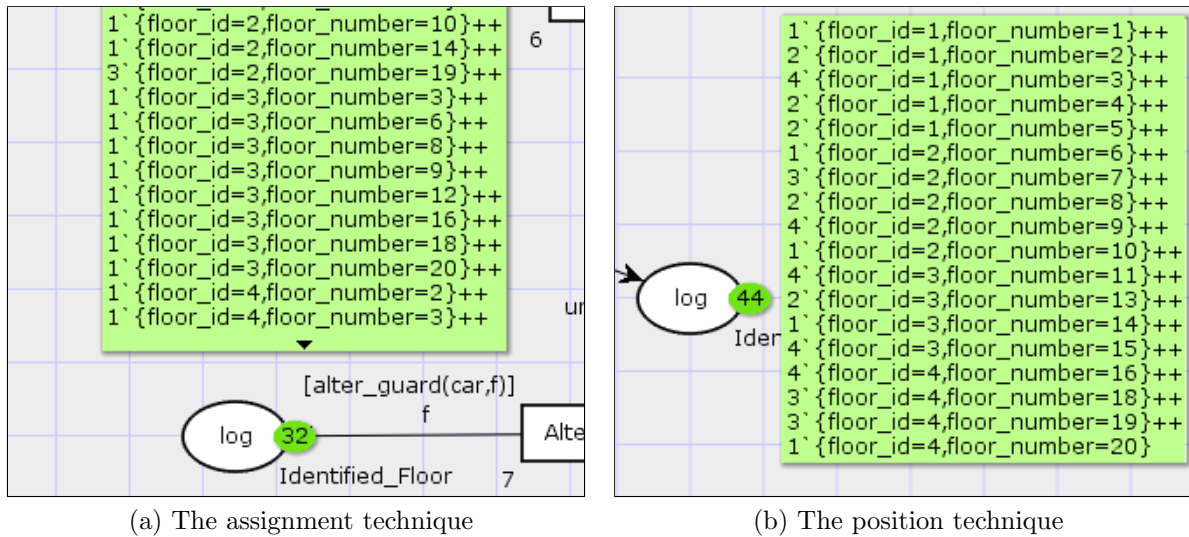 1`{floor_id=2,floor_number=10}++
1`{floor_id=2,floor_number=14}++
3`{floor_id=2,floor_number=19}++
1`{floor_id=3,floor_number=3}++
1`{floor_id=3,floor_number=6}++
1`{floor_id=3,floor_number=8}++
1`{floor_id=3,floor_number=9}++
1`{floor_id=3,floor_number=12}++
1`{floor_id=3,floor_number=16}++
1`{floor_id=3,floor_number=18}++
1`{floor_id=3,floor_number=20}++
1`{floor_id=4,floor_number=2}++
1`{floor_id=4,floor_number=3}++
6
ur
[alter_guard(car,f)]
f
log
32
Alte
Identified_Floor
7
(a) The assignment technique
1`{floor_id=1,floor_number=1}++
2`{floor_id=1,floor_number=2}++
4`{floor_id=1,floor_number=3}++
2`{floor_id=1,floor_number=4}++
2`{floor_id=1,floor_number=5}++
1`{floor_id=2,floor_number=6}++
3`{floor_id=2,floor_number=7}++
2`{floor_id=2,floor_number=8}++
4`{floor_id=2,floor_number=9}++
1`{floor_id=2,floor_number=10}++
4`{floor_id=3,floor_number=11}++
2`{floor_id=3,floor_number=13}++
1`{floor_id=3,floor_number=14}++
4`{floor_id=3,floor_number=15}++
4`{floor_id=4,floor_number=16}++
3`{floor_id=4,floor_number=18}++
3`{floor_id=4,floor_number=19}++
1`{floor_id=4,floor_number=20}
log
44
Iden
(b) The position technique